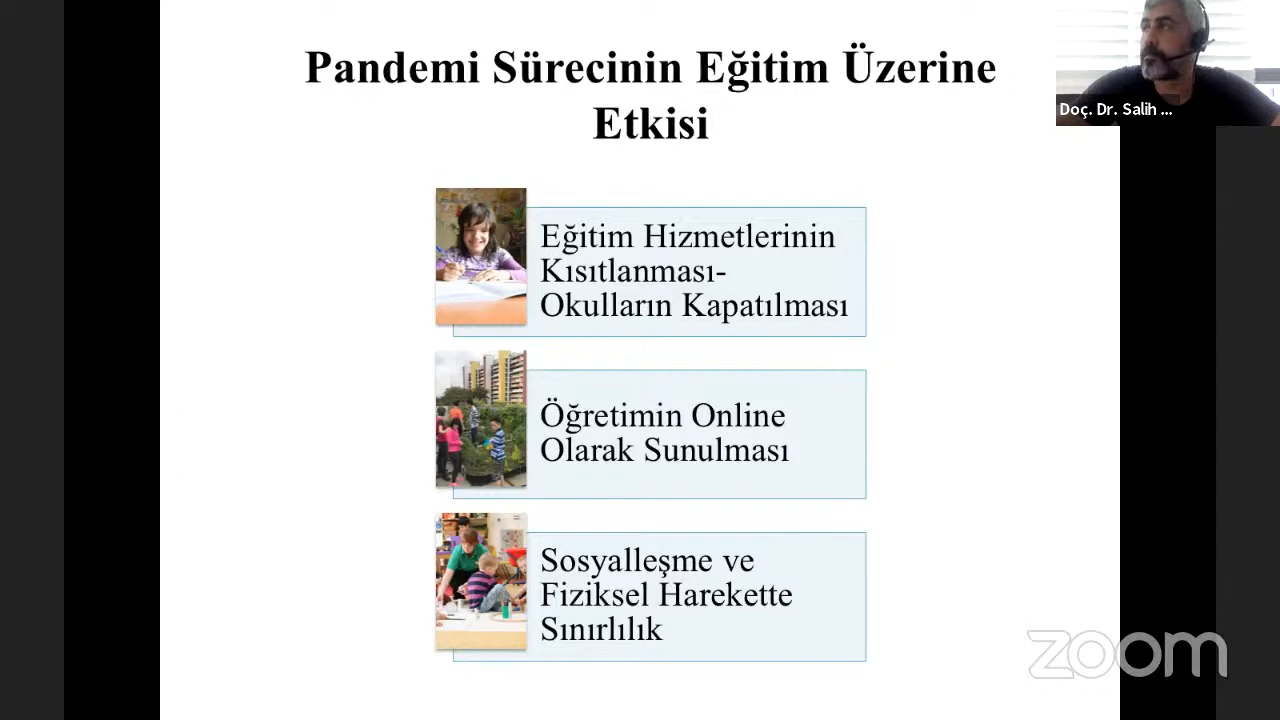 Pandemi Sürecinin Eğitim Üzerine
Etkisi
Doç. Dr. Salih ...
Eğitim Hizmetlerinin
Kısıtlanması-
Okulların Kapatılması
Öğretimin Online
Olarak Sunulması
Sosyalleşme ve
Fiziksel Harekette
Sınırlılık
zoom